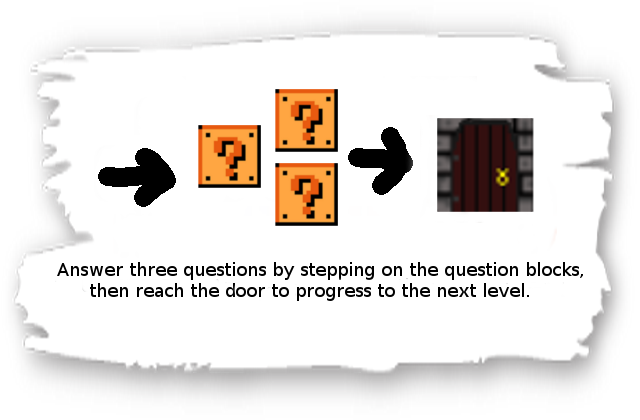 ?
?
?
Answer three questions by stepping on the question blocks,
then reach the door to progress to the next level.